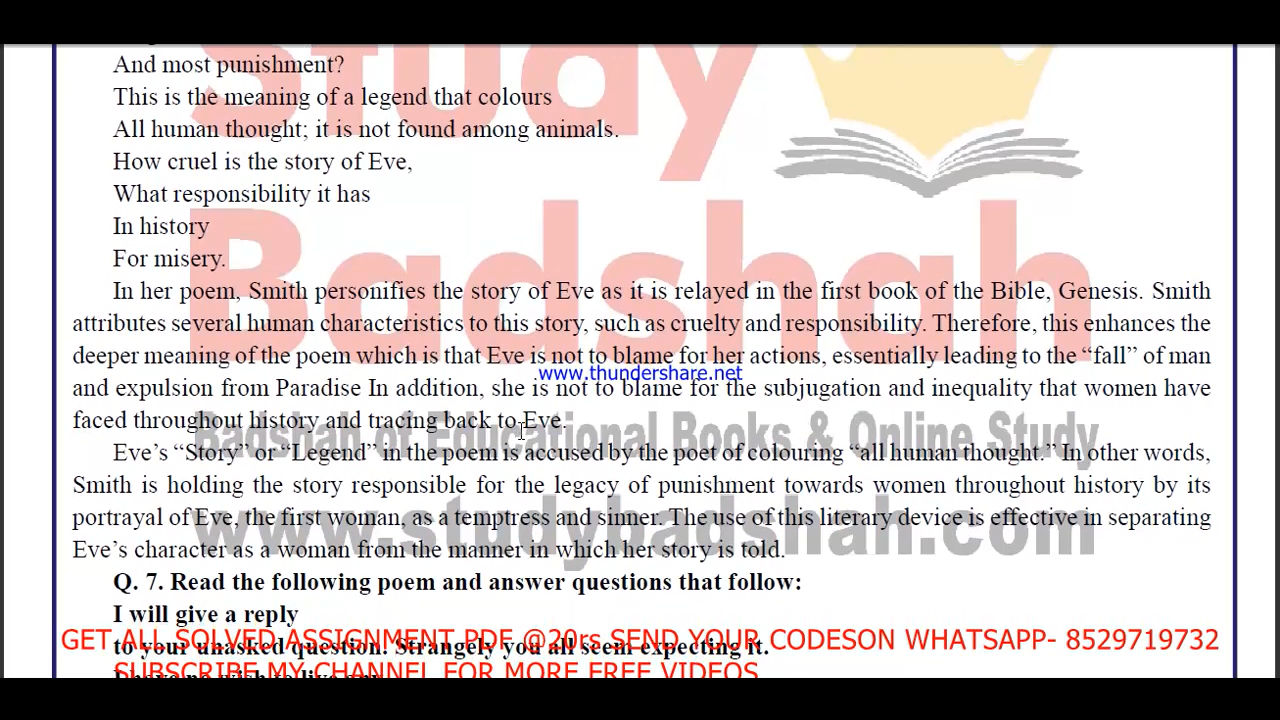 And most punishment?
This is the meaning of a legend that colours
All human thought; it is not found among animals.
How cruel is the story of Eve,
What responsibility it has
In history
For misery.
In her poem, Smith personifies the story of Eve as it is relayed in the first book of the Bible, Genesis. Smith
attributes several human characteristics to this story, such as cruelty and responsibility. Therefore, this enhances the
deeper meaning of the poem which is that Eve is not to blame for her actions, essentially leading to the “fall” of man
www.thundershare.net
and expulsion from Paradise In addition, she is not to blame for the subjugation and inequality that women have
faced throughout history and tracing back to Eve.
Eve’s “Story” or “Legend” in the poem is accused by the poet of colouring “all human thought.” In other words,
Smith is holding the story responsible for the legacy of punishment towards women throughout history by its
portrayal of Eve, the first woman, as a temptress and sinner. The use of this literary device is effective in separating
Eve’s character as a woman from the manner in which her story is told.
Q. 7. Read the following poem and answer questions that follow:
I will give a reply
to your unasked question. Strangely you all seem expecting it.
GET ALL SOLVED ASSIGNMENT PDF @20rs SEND YOUR CODESON WHATSAPP- 8529719732
SUBSCRIBE MY CHANNEL FOR MORE FREE VIDEOS
Study
Badshah
Badshah of Educational Books & Online Study
www.studybadshah.com